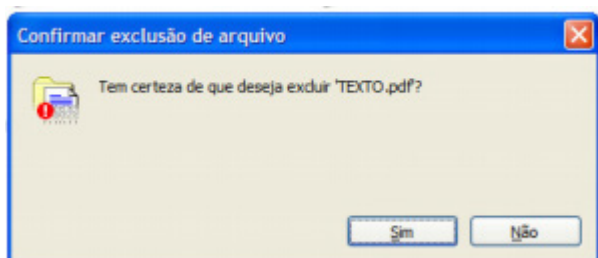 Confirmar exclusão de arquivo
Tem certeza de que deseja excluir 'TEXTO.pdf'?
Sim
Não